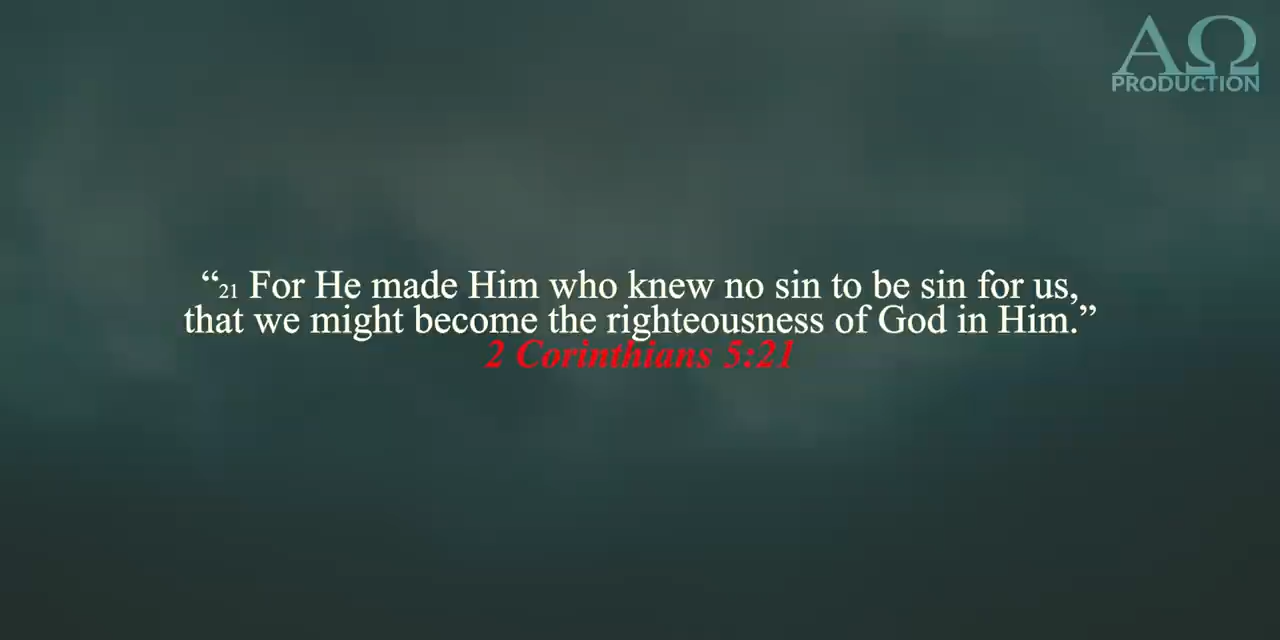 ΑΩ
PRODUCTION
“21 For He made Him who knew no sin to be sin for us,
that we might become the righteousness of God in Him.”
2 Corinthians 5:21